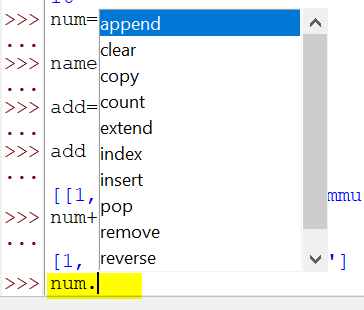 >>> num=
...
>>> name
...
>>> add=
...
>>> add
...
[[1, mmu
>>> num+
...
[1, ']
>>> num.
append
clear
copy
count
extend
index
insert
pop
remove
reverse